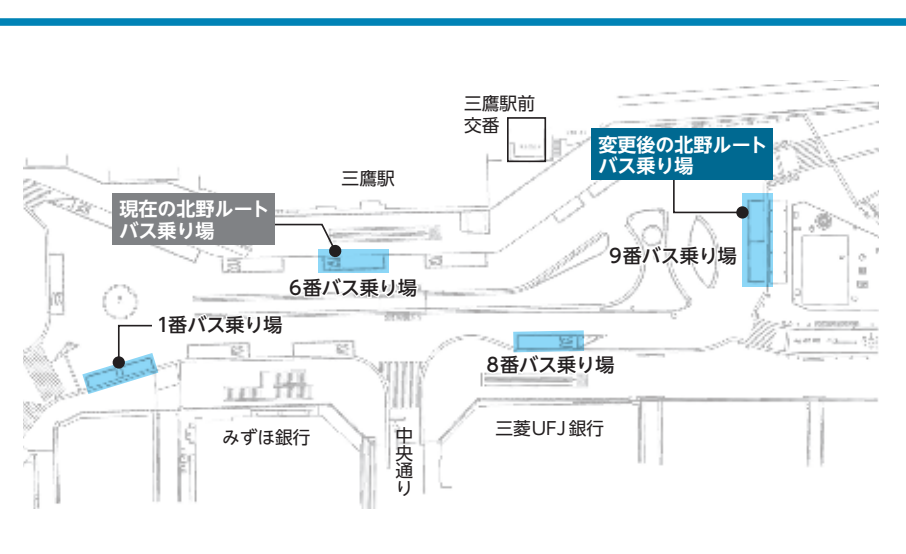 三鷹駅前
交番
変更後の北野ルート
バス乗り場
三鷹駅
現在の北野ルート
バス乗り場
9番バス乗り場
6番バス乗り場
1番バス乗り場
8番バス乗り場
みずほ銀行
中央通り
三菱UFJ銀行